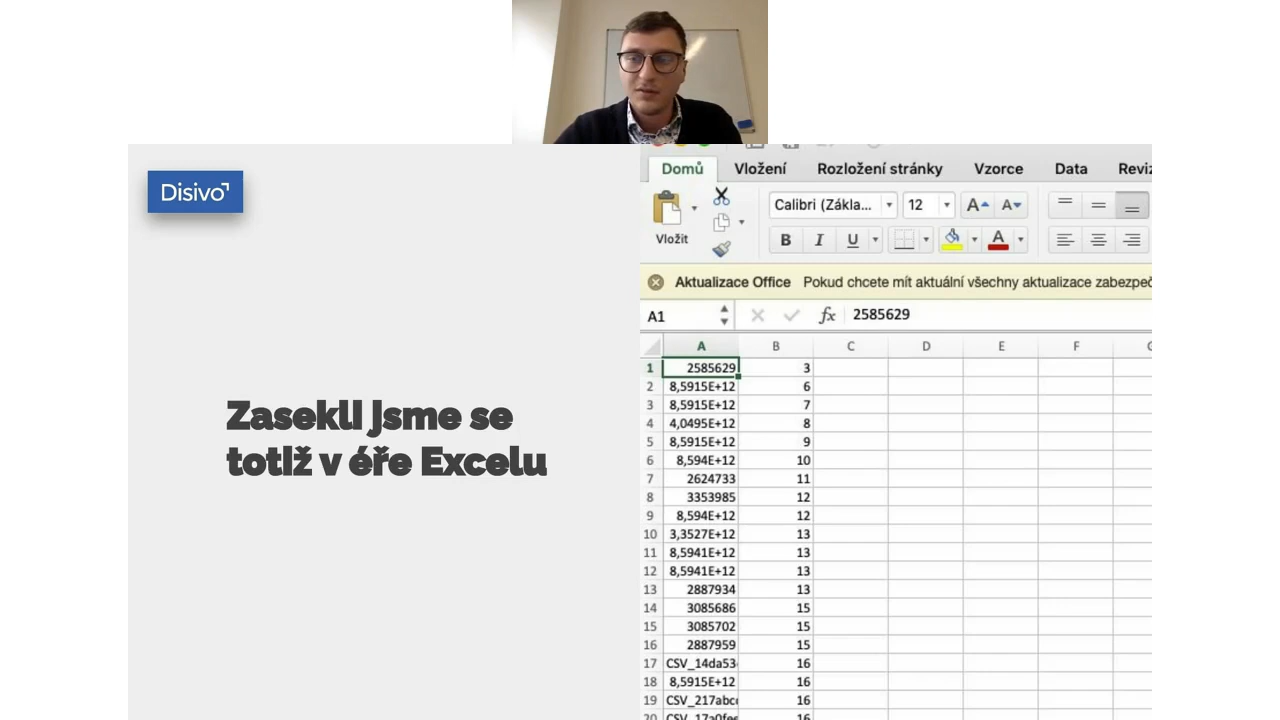 Disivo
Zasekli jsme se
totiž v éře Excelu
Domů Vložení Rozložení stránky Vzorce Data
Calibri (Zákla... 12 A A
Vložit B I U A
Aktualizace Office Pokud chcete mít aktuální všechny aktualizace
A1 fx 2585629
A B C D E F
1 2585629 3
2 8,5915E+12 6
3 8,5915E+12 7
4 4,0495E+12 8
5 8,5915E+12 9
6 8,594E+12 10
7 2624733 11
8 3353985 12
9 8,594E+12 12
10 3,3527E+12 13
11 8,5941E+12 13
12 8,5941E+12 13
13 2887934 13
14 3085686 15
15 3085702 15
16 2887959 15
17 CSV_14da53 16
18 8,5915E+12 16
19 CSV_217abc 16
20 CSV_17a0fee 16